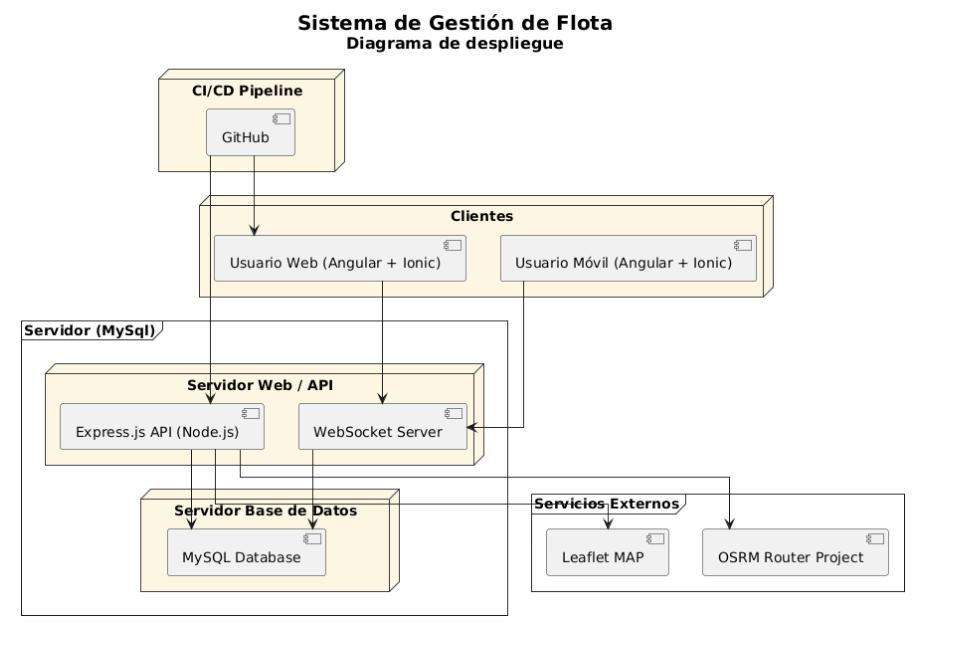 Sistema de Gestión de Flota
Diagrama de despliegue
CI/CD Pipeline
GitHub
Clientes
Usuario Web (Angular + Ionic)
Usuario Móvil (Angular + Ionic)
Servidor (MySql)
Servidor Web / API
Express.js API (Node.js)
WebSocket Server
Servidor Base de Datos
MySQL Database
Servicios Externos
Leaflet MAP
OSRM Router Project